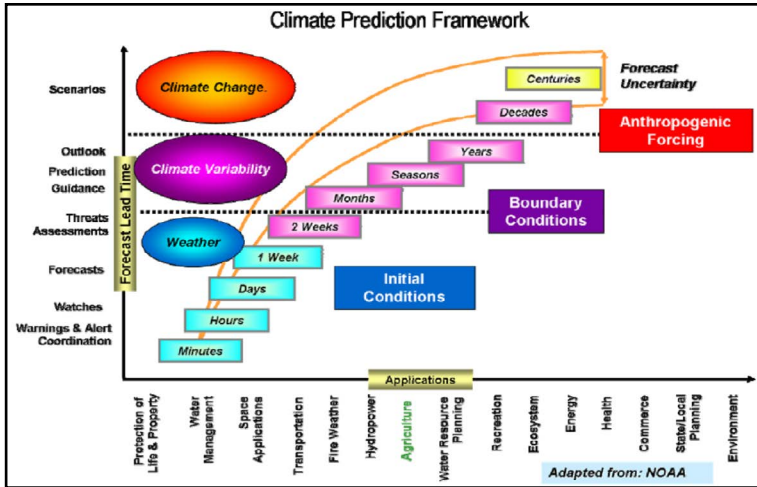 Climate Prediction Framework
Scenarios
Climate Change.
Centuries
Forecast
Uncertainty
Decades
Anthropogenic
Forcing
Outlook
Prediction
Guidance
Climate Variability
Years
Seasons
Months
Boundary
Conditions
Forecast Lead Time
Threats
Assessments
Weather
2 Weeks
1 Week
Forecasts
Initial
Conditions
Days
Watches
Hours
Warnings & Alert
Coordination
Minutes
Applications
Protection of
Life & Property
Water
Management
Space
Applications
Transportation
Fire Weather
Hydropower
Agriculture
Water Resource
Planning
Recreation
Ecosystem
Energy
Health
Commerce
State/Local
Planning
Environment
Adapted from: NOAA